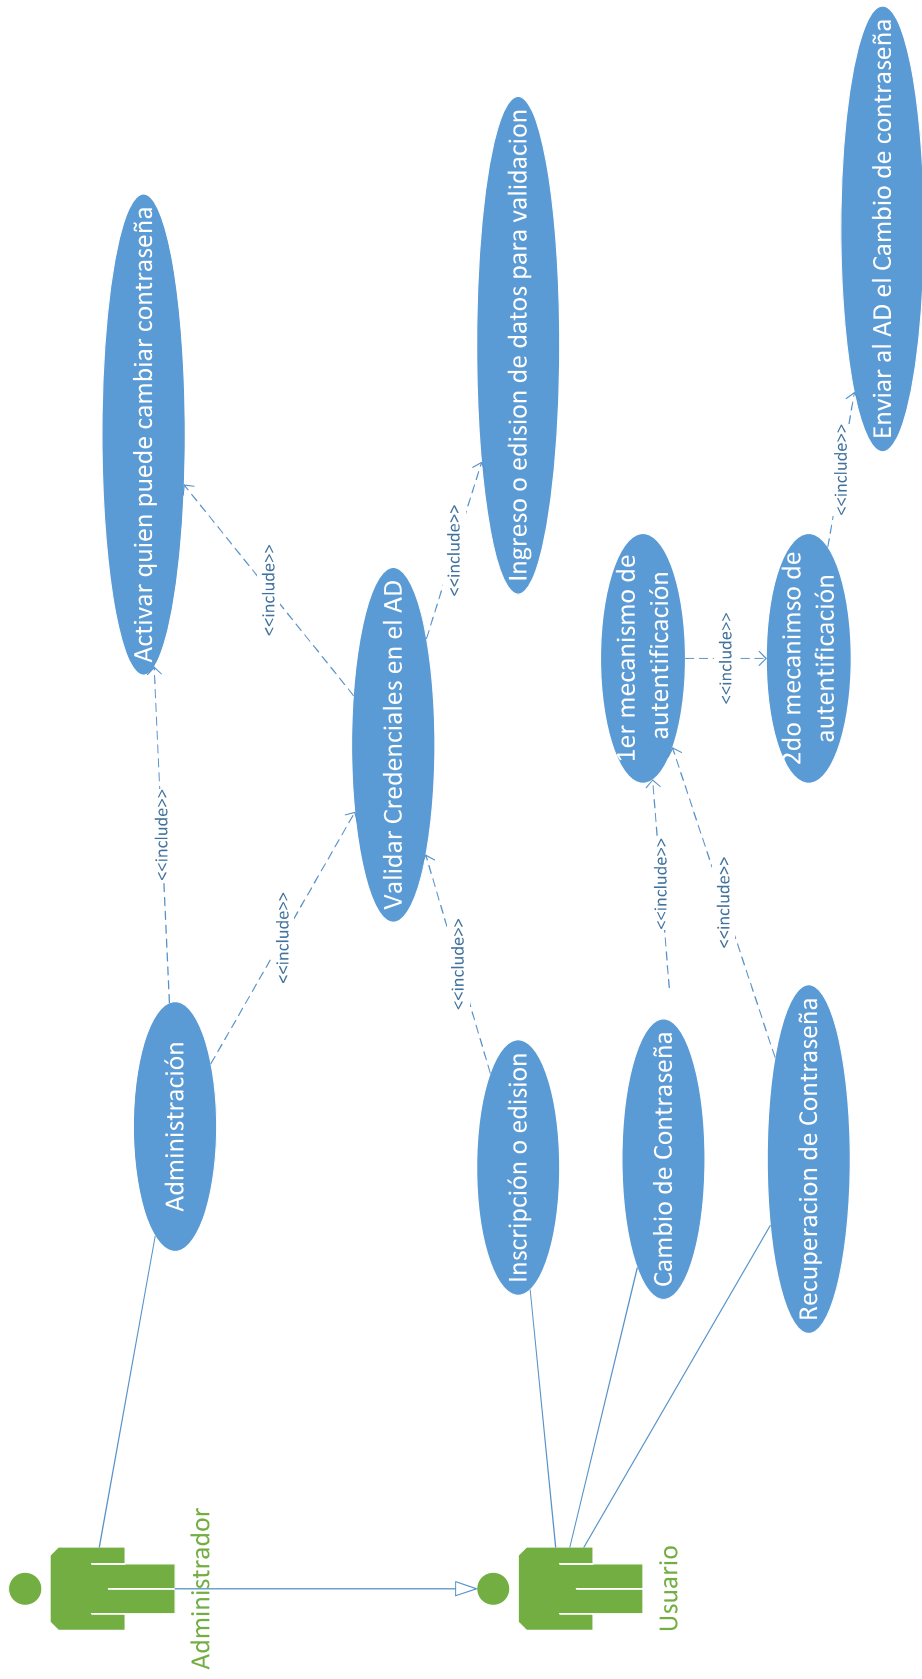 Administrador
Usuario
Administración
Inscripción o edision
Cambio de Contraseña
Recuperacion de Contraseña
<<include>>
<<include>>
<<include>>
<<include>>
<<include>>
Validar Credenciales en el AD
<<include>>
<<include>>
Activar quien puede cambiar contraseña
Ingreso o edision de datos para validacion
1er mecanismo de
autentificación
<<include>>
2do mecanimso de
autentificación
<<include>>
Enviar al AD el Cambio de contraseña